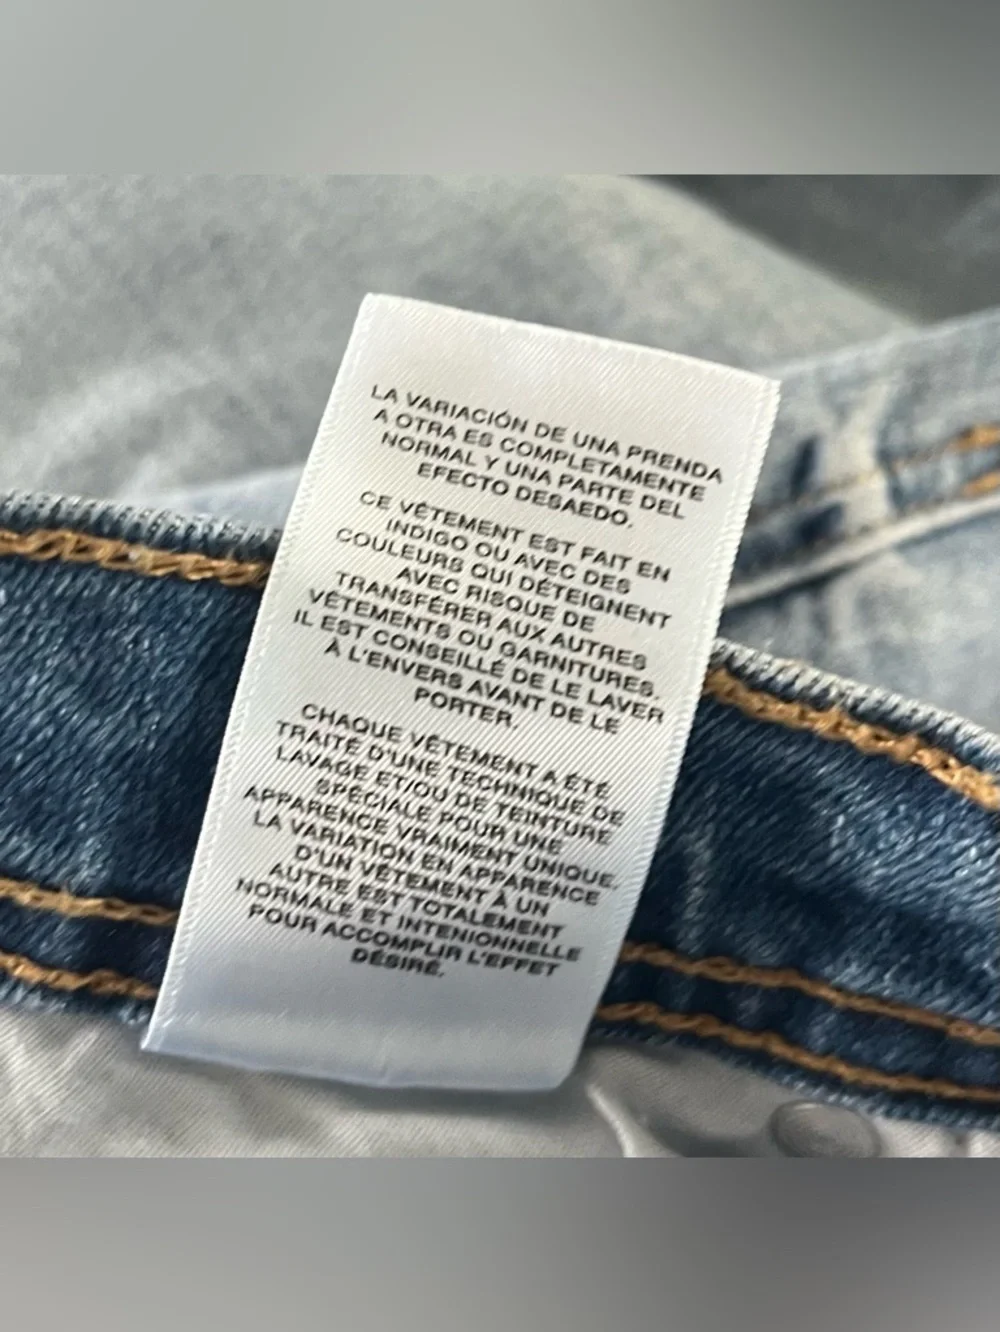 LA VARIACIÓN DE UNA PRENDA
A OTRA ES COMPLETAMENTE
NORMAL Y UNA PARTE DEL
EFECTO DESAEDO.
CE VÊTEMENT EST FAIT EN
INDIGO OU AVEC DES
COULEURS QUI DÉTEIGNENT
AVEC RISQUE DE
TRANSFÉRER AUX AUTRES
VÊTEMENTS OU GARNITURES.
IL EST CONSEILLÉ DE LE LAVER
À L'ENVERS AVANT DE LE
PORTER.
CHAQUE VÊTEMENT A ÉTÉ
TRAITÉ D'UNE TECHNIQUE DE
LAVAGE ET/OU DE TEINTURE
SPÉCIALE POUR UNE
APPARENCE VRAIMENT UNIQUE.
LA VARIATION EN APPARENCE
D'UN VÊTEMENT À UN
AUTRE EST TOTALEMENT
NORMALE ET INTENIONNELLE
POUR ACCOMPLIR L'EFFET
DÉSIRÉ.